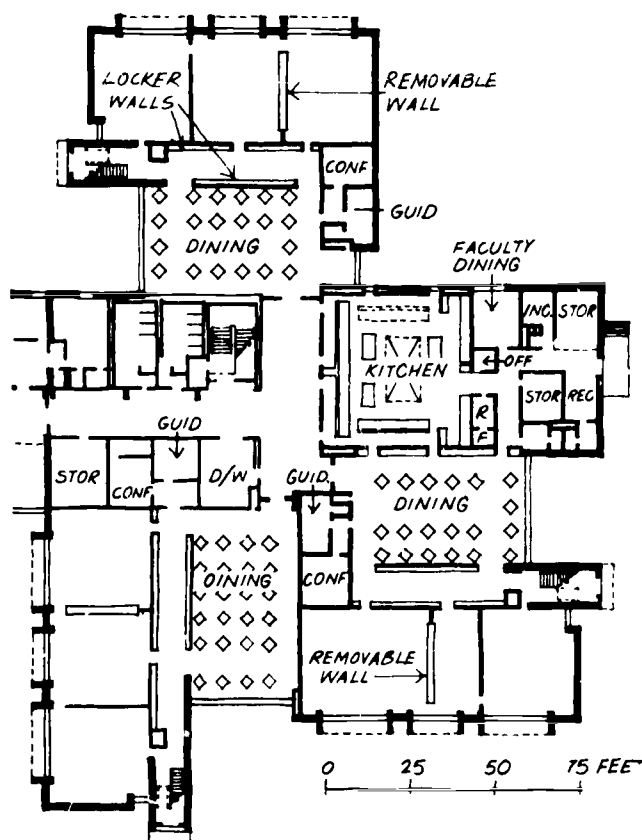 LOCKER
WALLS
REMOVABLE
WALL
CONF
GUID
DINING
FACULTY
DINING
INC.
STOR
OFF
KITCHEN
STOR
REC
R
F
GUID
STOR
CONF
D/W
GUID.
DINING
DINING
CONF
REMOVABLE
WALL
0 25 50 75 FEET